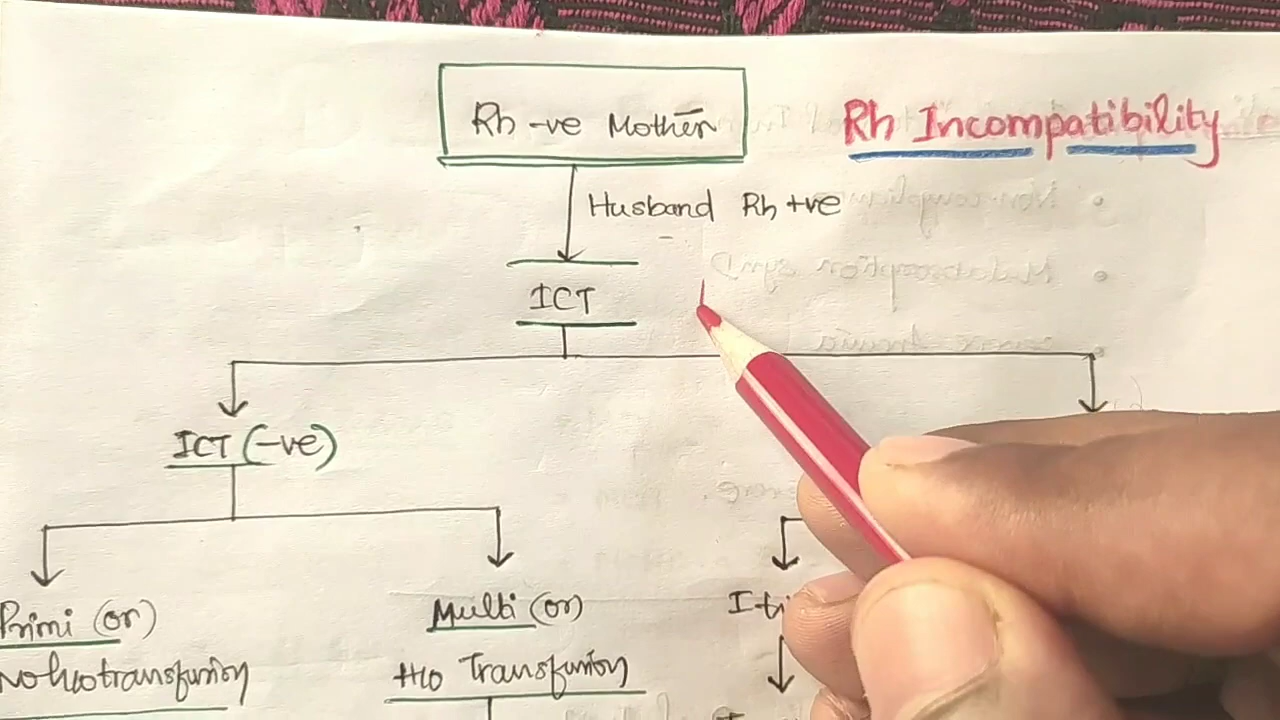 Rh -ve Mother
Rh Incompatibility
Husband Rh +ve
ICT
ICT (-ve)
Primi (or)
No h/o transfusion
Multi (or)
H/o Transfusion